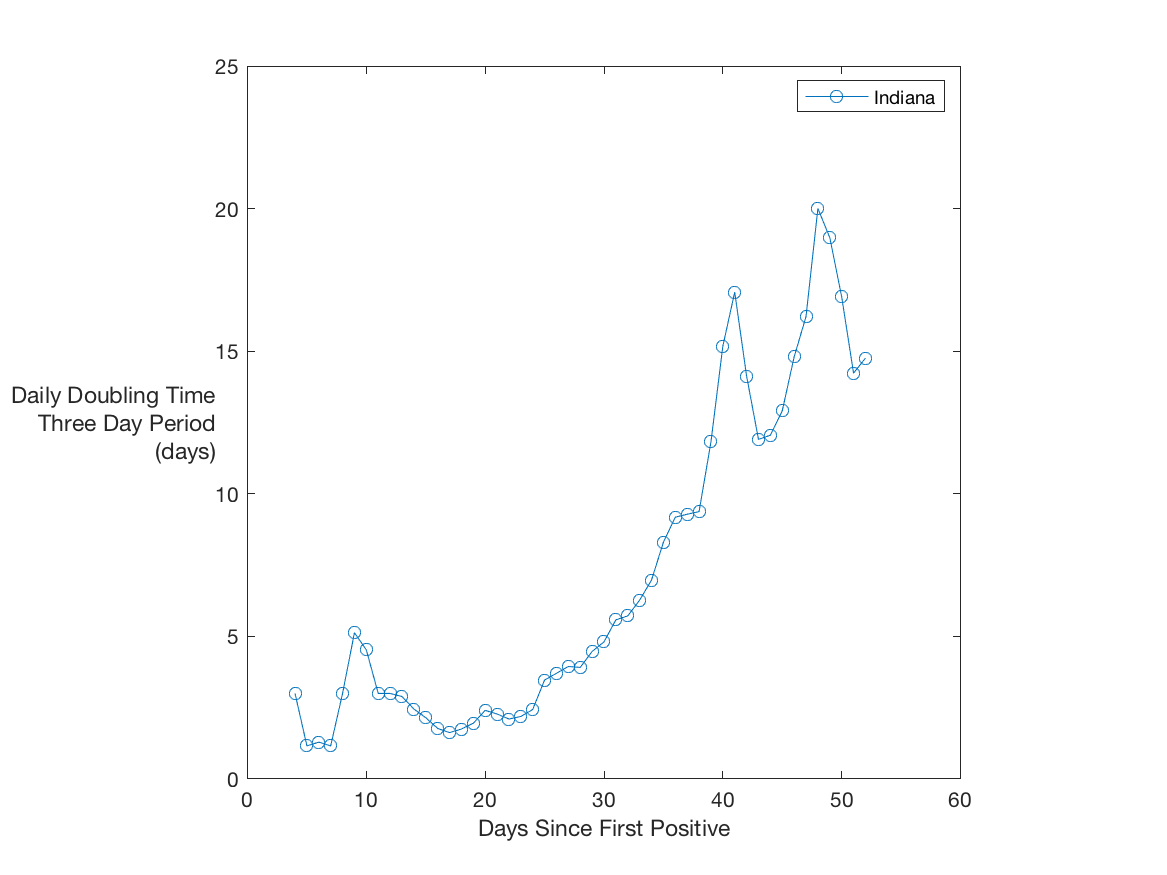 25
20
15
10
5
0
Daily Doubling Time
Three Day Period
(days)
Indiana
0 10 20 30 40 50 60
Days Since First Positive